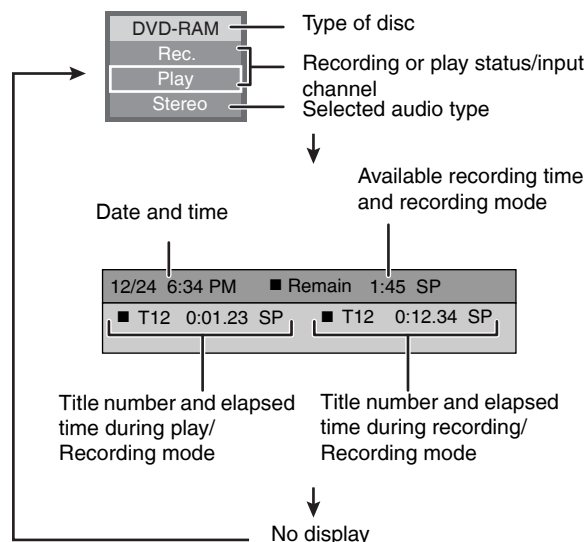 DVD-RAM
Type of disc
Rec.
Recording or play status/input
channel
Play
Stereo
Selected audio type
Available recording time
and recording mode
Date and time
12/24 6:34 PM ■ Remain 1:45 SP
■ T12 0:01.23 SP ■ T12 0:12.34 SP
Title number and elapsed
time during play/
Recording mode
Title number and elapsed
time during recording/
Recording mode
No display